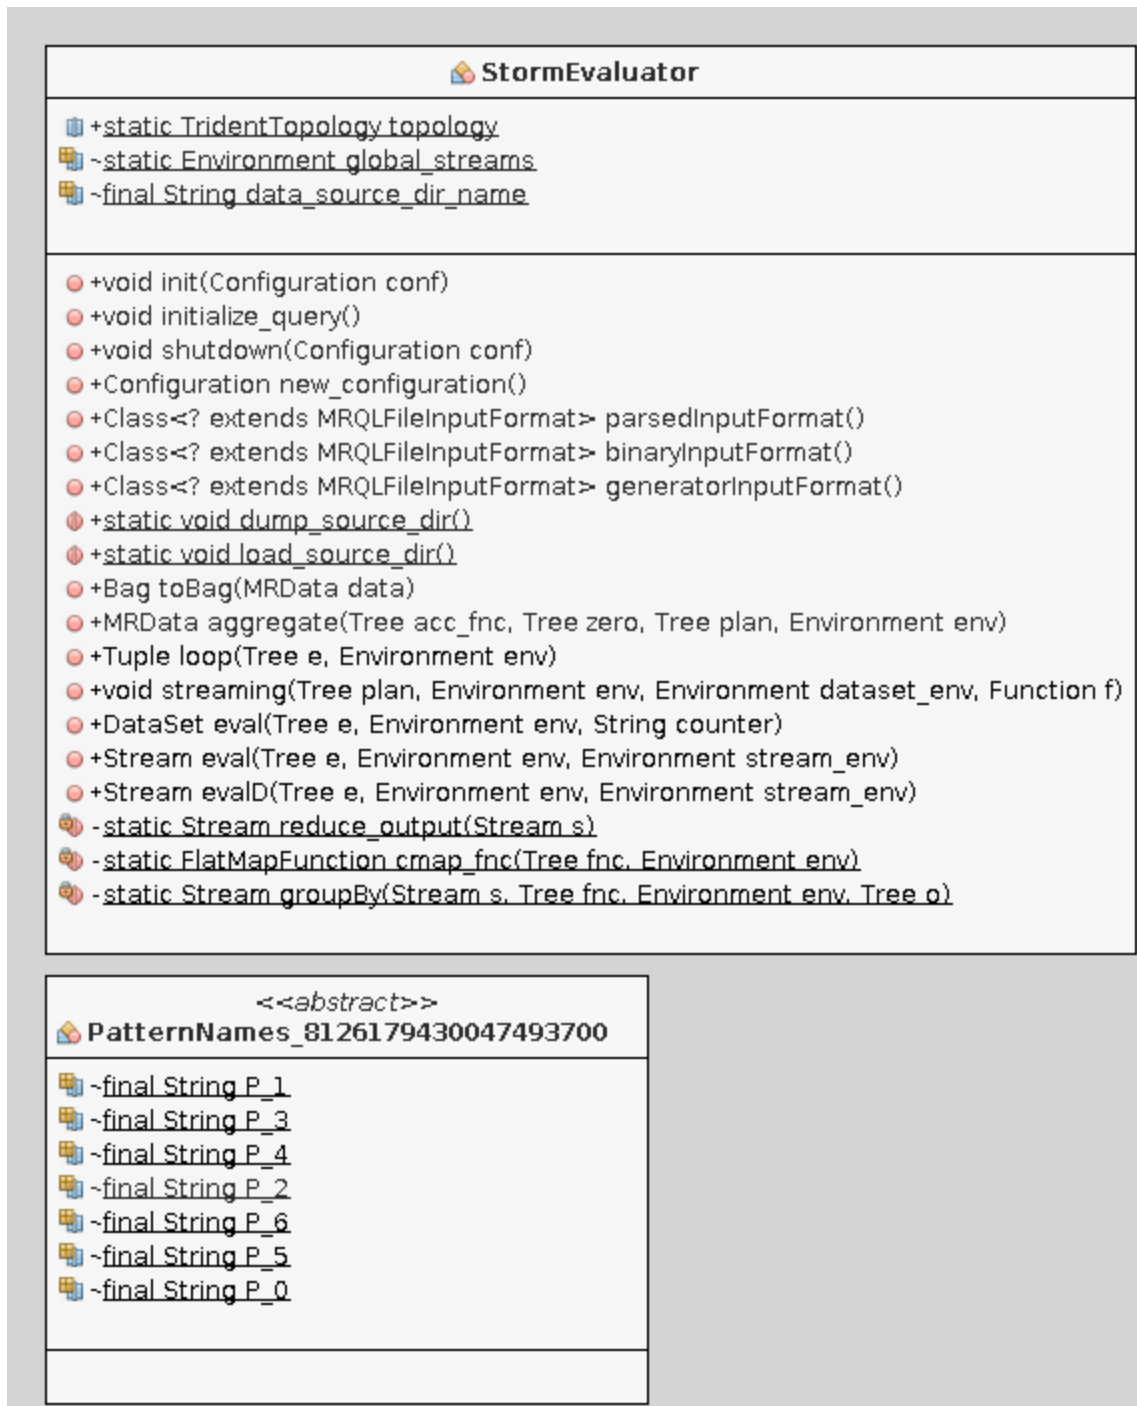 StormEvaluator
+static TridentTopology topology
~static Environment global_streams
~final String data_source_dir_name
+void init(Configuration conf)
+void initialize_query()
+void shutdown(Configuration conf)
+Configuration new_configuration()
+Class<? extends MRQLFileInputFormat> parsedInputFormat()
+Class<? extends MRQLFileInputFormat> binaryInputFormat()
+Class<? extends MRQLFileInputFormat> generatorInputFormat()
+static void dump_source_dir()
+static void load_source_dir()
+Bag toBag(MRData data)
+MRData aggregate(Tree acc_fnc, Tree zero, Tree plan, Environment env)
+Tuple loop(Tree e, Environment env)
+void streaming(Tree plan, Environment env, Environment dataset_env, Function f)
+DataSet eval(Tree e, Environment env, String counter)
+Stream eval(Tree e, Environment env, Environment stream_env)
+Stream evalD(Tree e, Environment env, Environment stream_env)
-static Stream reduce_output(Stream s)
-static FlatMapFunction cmap_fnc(Tree fnc, Environment env)
-static Stream groupBy(Stream s, Tree fnc, Environment env, Tree o)
<<abstract>>
PatternNames_8126179430047493700
~final String P_1
~final String P_3
~final String P_4
~final String P_2
~final String P_6
~final String P_5
~final String P_0